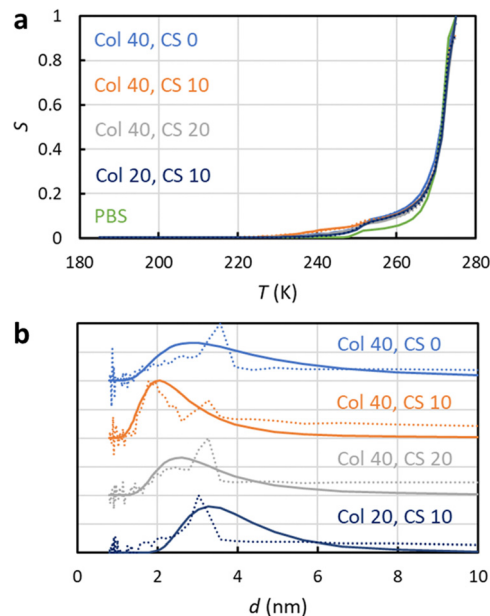 a
1
0.8
0.6
0.4
0.2
0
S
Col 40, CS 0
Col 40, CS 10
Col 40, CS 20
Col 20, CS 10
PBS
180 200 220 240 260 280
T (K)
b
Col 40, CS 0
Col 40, CS 10
Col 40, CS 20
Col 20, CS 10
0 2 4 6 8 10
d (nm)